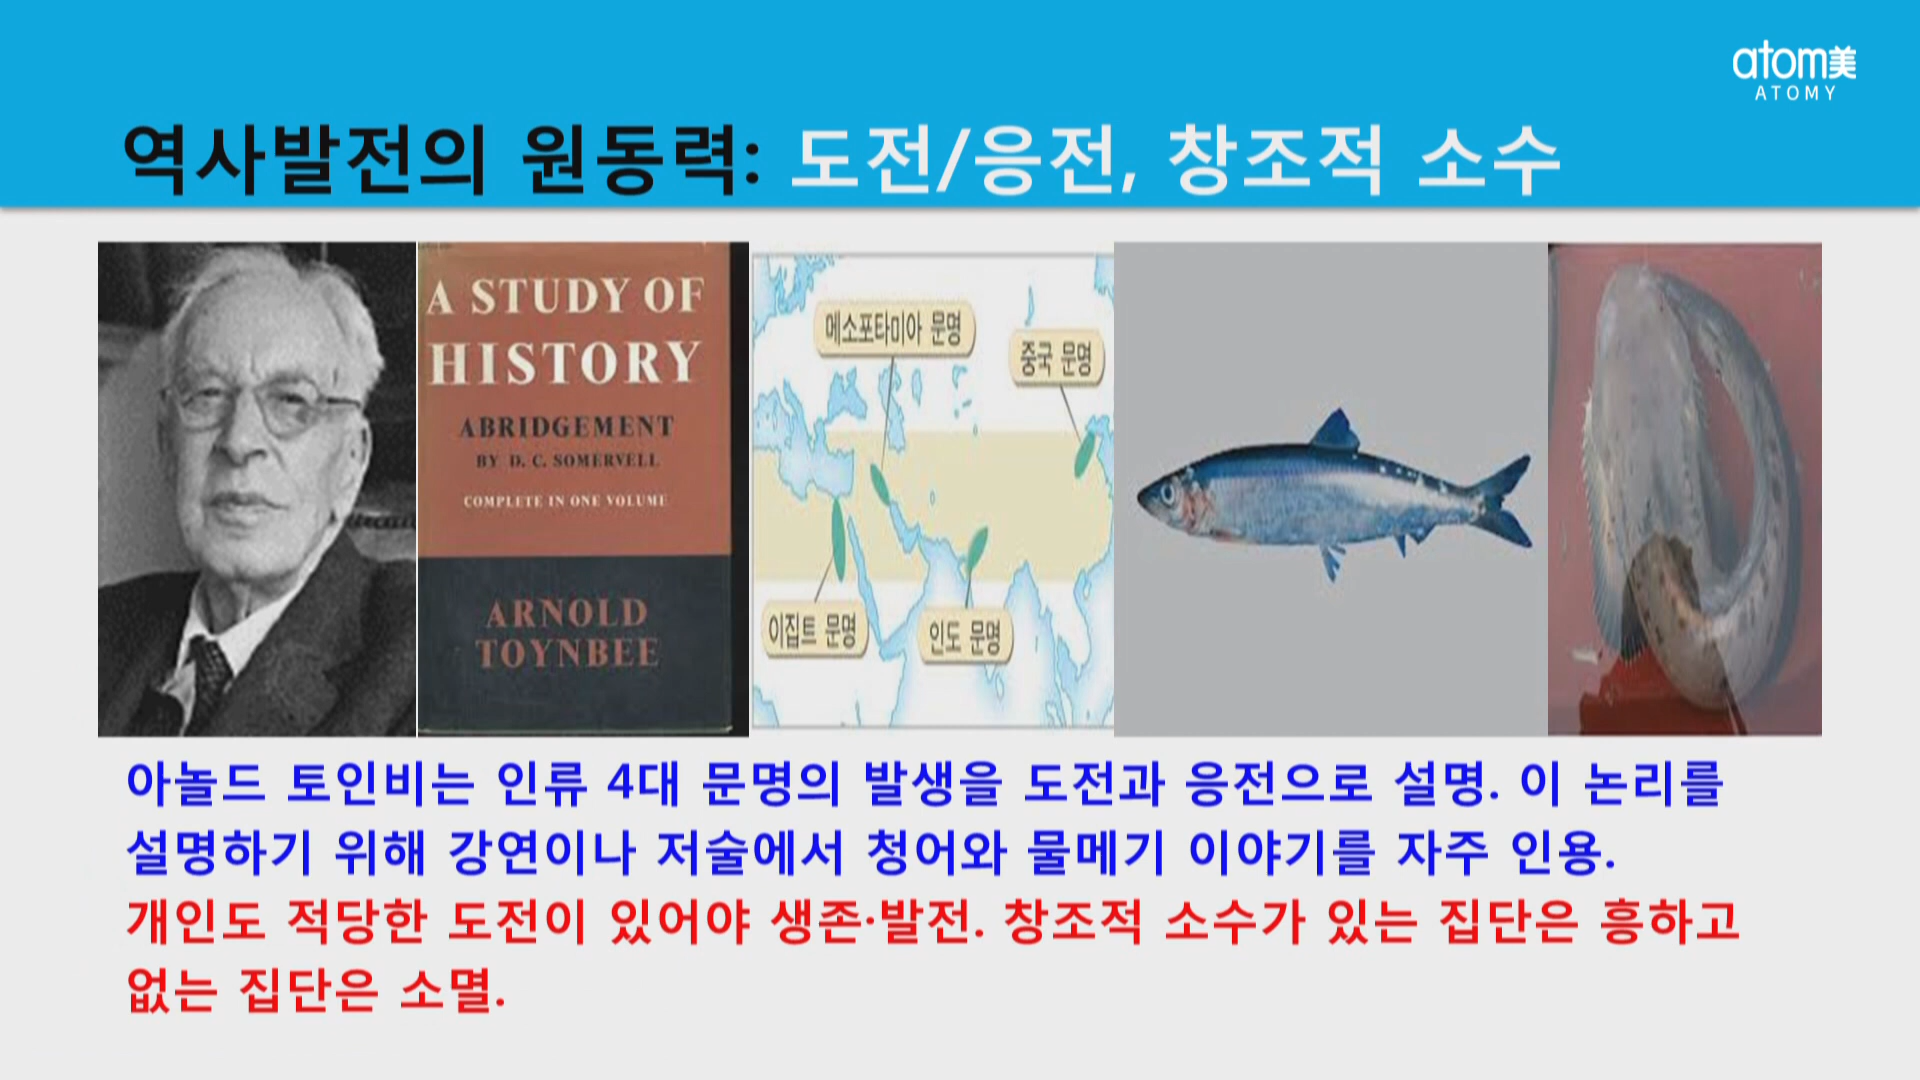 atom美
ATOMY
역사발전의 원동력: 도전/응전, 창조적 소수
A STUDY OF
HISTORY
ABRIDGEMENT
BY D. C. SOMERVELL
COMPLETE IN ONE VOLUME
ARNOLD
TOYNBEE
메소포타미아 문명
중국 문명
이집트 문명
인도 문명
아놀드 토인비는 인류 4대 문명의 발생을 도전과 응전으로 설명. 이 논리를
설명하기 위해 강연이나 저술에서 청어와 물메기 이야기를 자주 인용.
개인도 적당한 도전이 있어야 생존·발전. 창조적 소수가 있는 집단은 흥하고
없는 집단은 소멸.